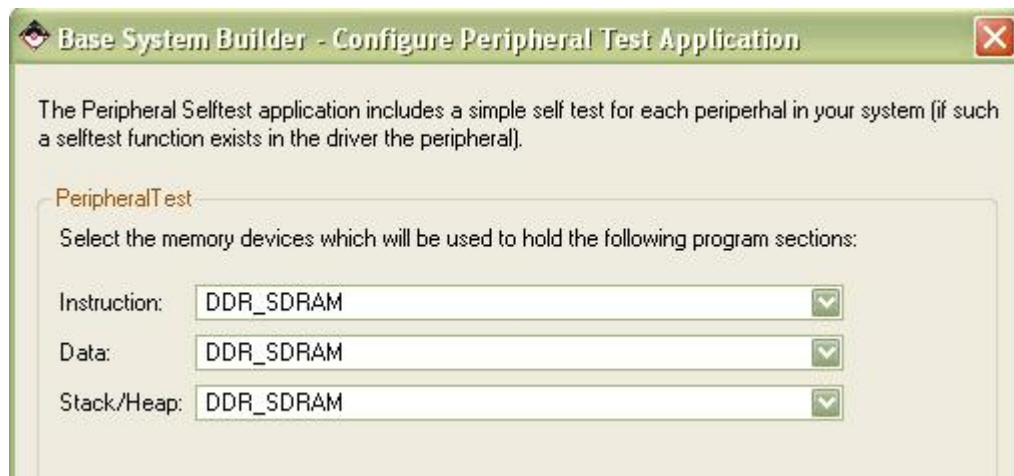 Base System Builder - Configure Peripheral Test Application
The Peripheral Selftest application includes a simple self test for each periperhal in your system (if such
a selftest function exists in the driver the peripheral).
PeripheralTest
Select the memory devices which will be used to hold the following program sections:
Instruction: DDR_SDRAM
Data: DDR_SDRAM
Stack/Heap: DDR_SDRAM